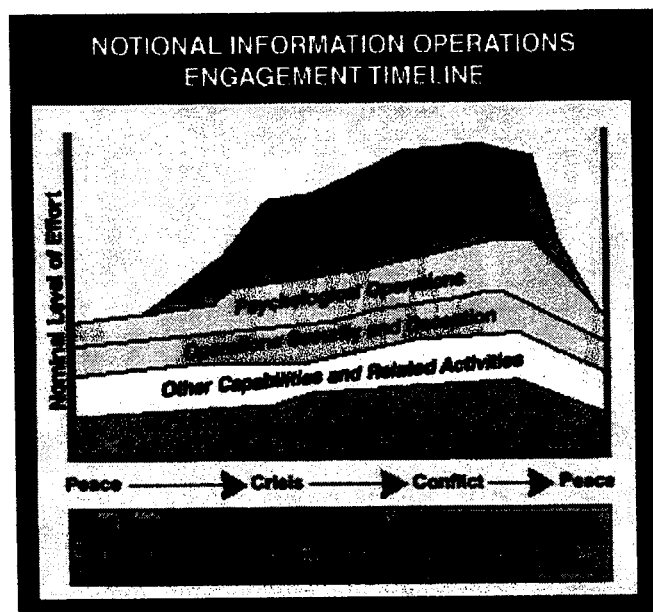 NOTIONAL INFORMATION OPERATIONS
ENGAGEMENT TIMELINE
Nominal Level of Effort
Psychological Operations
Operational Security and Deception
Other Capabilities and Related Activities
Peace Crisis Conflict Peace